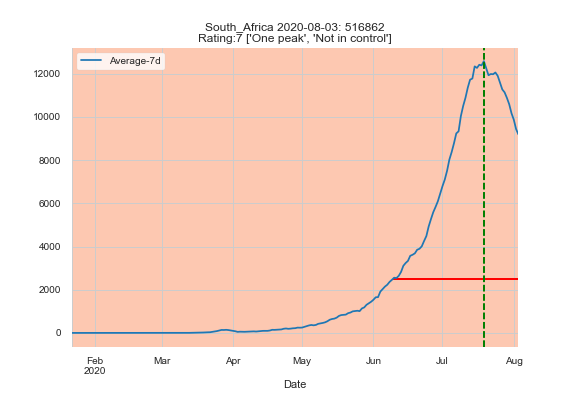 South_Africa 2020-08-03: 516862
Rating:7 ['One peak', 'Not in control']
Average-7d
12000
10000
8000
6000
4000
2000
0
Feb
2020
Mar
Apr
May
Jun
Jul
Aug
Date